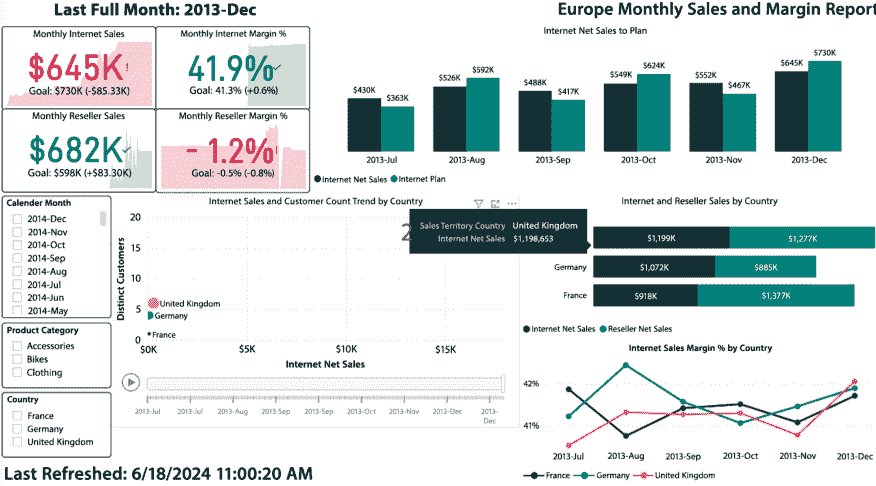 Last Full Month: 2013-Dec
Europe Monthly Sales and Margin Report
Monthly Internet Sales
$645K!
Goal: $730K (-$85.33K)
Monthly Internet Margin %
41.9%
Goal: 41.3% (+0.6%)
Monthly Reseller Sales
$682K
Goal: $598K (+$83.30K)
Monthly Reseller Margin %
- 1.2%!
Goal: -0.5% (-0.8%)
Internet Net Sales to Plan
$430K $363K $526K $592K $488K $417K $549K $624K $552K $467K $645K $730K
2013-Jul 2013-Aug 2013-Sep 2013-Oct 2013-Nov 2013-Dec
Internet Net Sales Internet Plan
Calender Month
2014-Dec
2014-Nov
2014-Oct
2014-Sep
2014-Aug
2014-Jul
2014-Jun
2014-May
Product Category
Accessories
Bikes
Clothing
Country
France
Germany
United Kingdom
Internet Sales and Customer Count Trend by Country
Distinct Customers
20
15
10
5
0
United Kingdom
Germany
France
$0K $5K $10K $15K
Internet Net Sales
2013-Jul 2013-Jul 2013-Aug 2013-Sep 2013-Sep 2013-Oct 2013-Nov 2013-Dec 2013-Dec
Sales Territory Country United Kingdom
Internet Net Sales $1,198,653
Internet and Reseller Sales by Country
$1,199K $1,277K
Germany $1,072K $885K
France $918K $1,377K
Internet Net Sales Reseller Net Sales
Internet Sales Margin % by Country
42%
41%
2013-Jul 2013-Aug 2013-Sep 2013-Oct 2013-Nov 2013-Dec
France Germany United Kingdom
Last Refreshed: 6/18/2024 11:00:20 AM